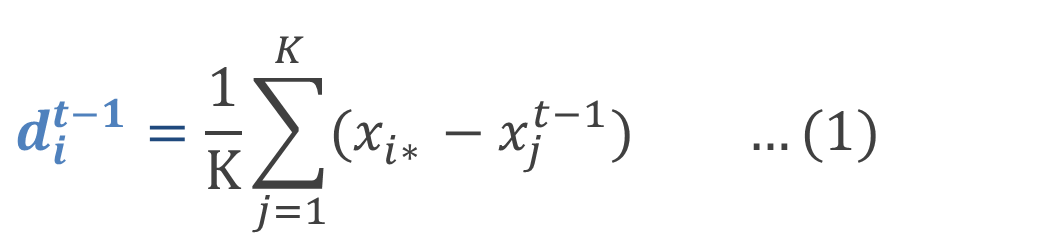 d_i^{t−1} = \frac{1}{K} \sum_{j=1}^{K} (x_{i*} − x_j^{t−1}) ... (1)